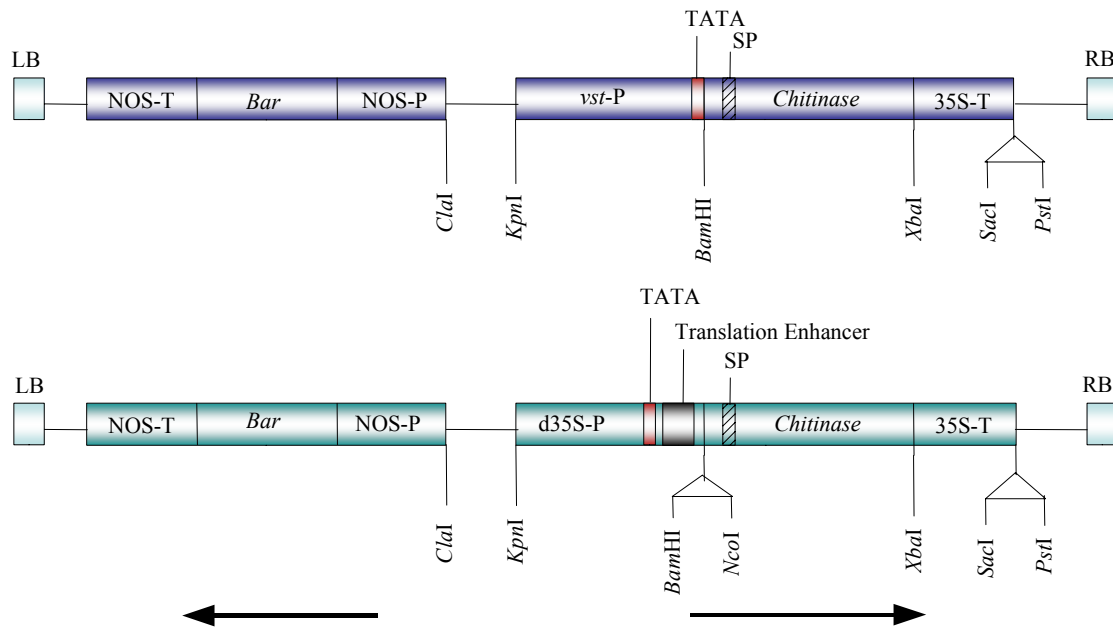 TATA
SP
LB
RB
NOS-T
Bar
NOS-P
vst-P
Chitinase
35S-T
ClaI
KpnI
BamHI
XbaI
SacI
PstI
TATA
Translation Enhancer
SP
LB
RB
NOS-T
Bar
NOS-P
d35S-P
Chitinase
35S-T
ClaI
KpnI
BamHI
NcoI
XbaI
SacI
PstI